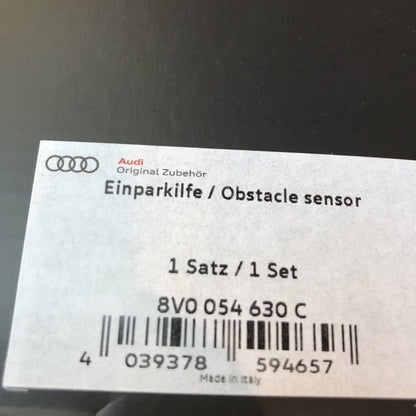 Audi
Original Zubehör
Einparkilfe / Obstacle sensor
1 Satz / 1 Set
8V0 054 630 C
4 039378 594657
Made in Italy